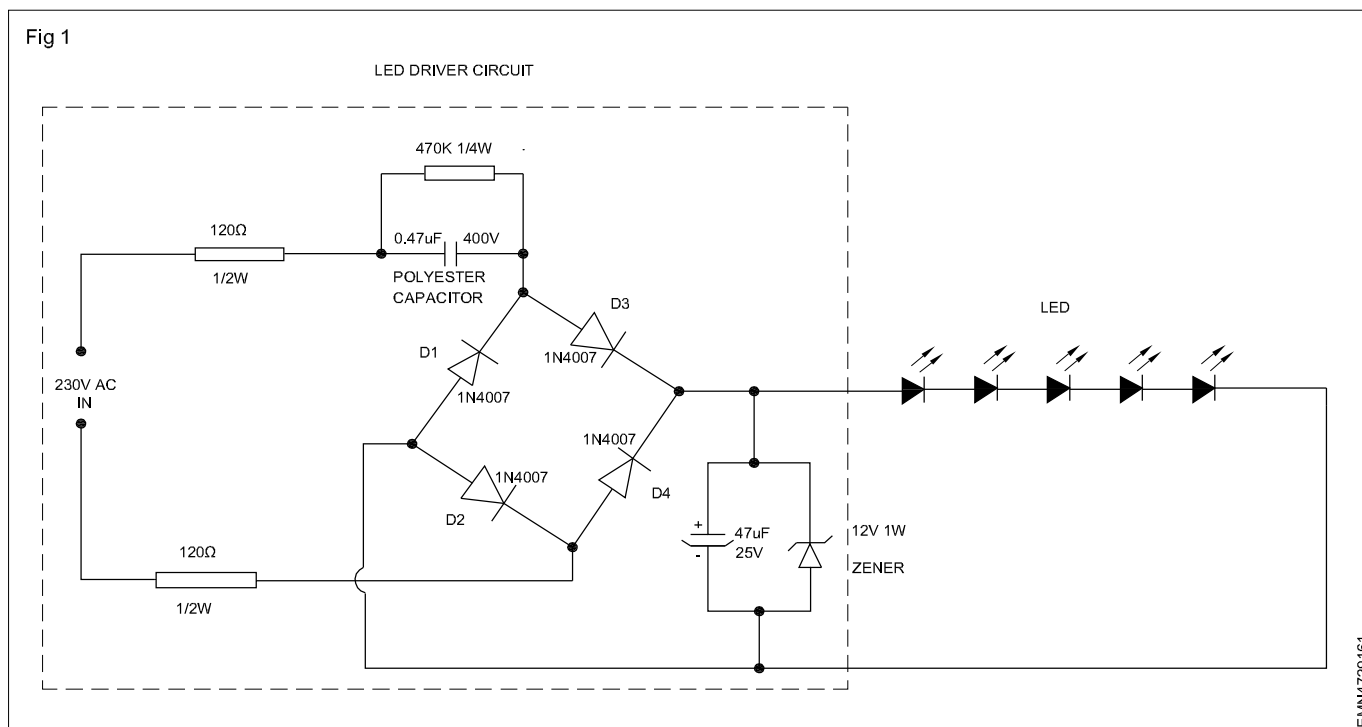 Fig 1
LED DRIVER CIRCUIT
470K 1/4W
120Ω
1/2W
0.47uF
400V
POLYESTER
CAPACITOR
D3
1N4007
D1
1N4007
LED
230V AC
IN
1N4007
D2
1N4007
D4
+
47uF
25V
-
12V 1W
ZENER
120Ω
1/2W